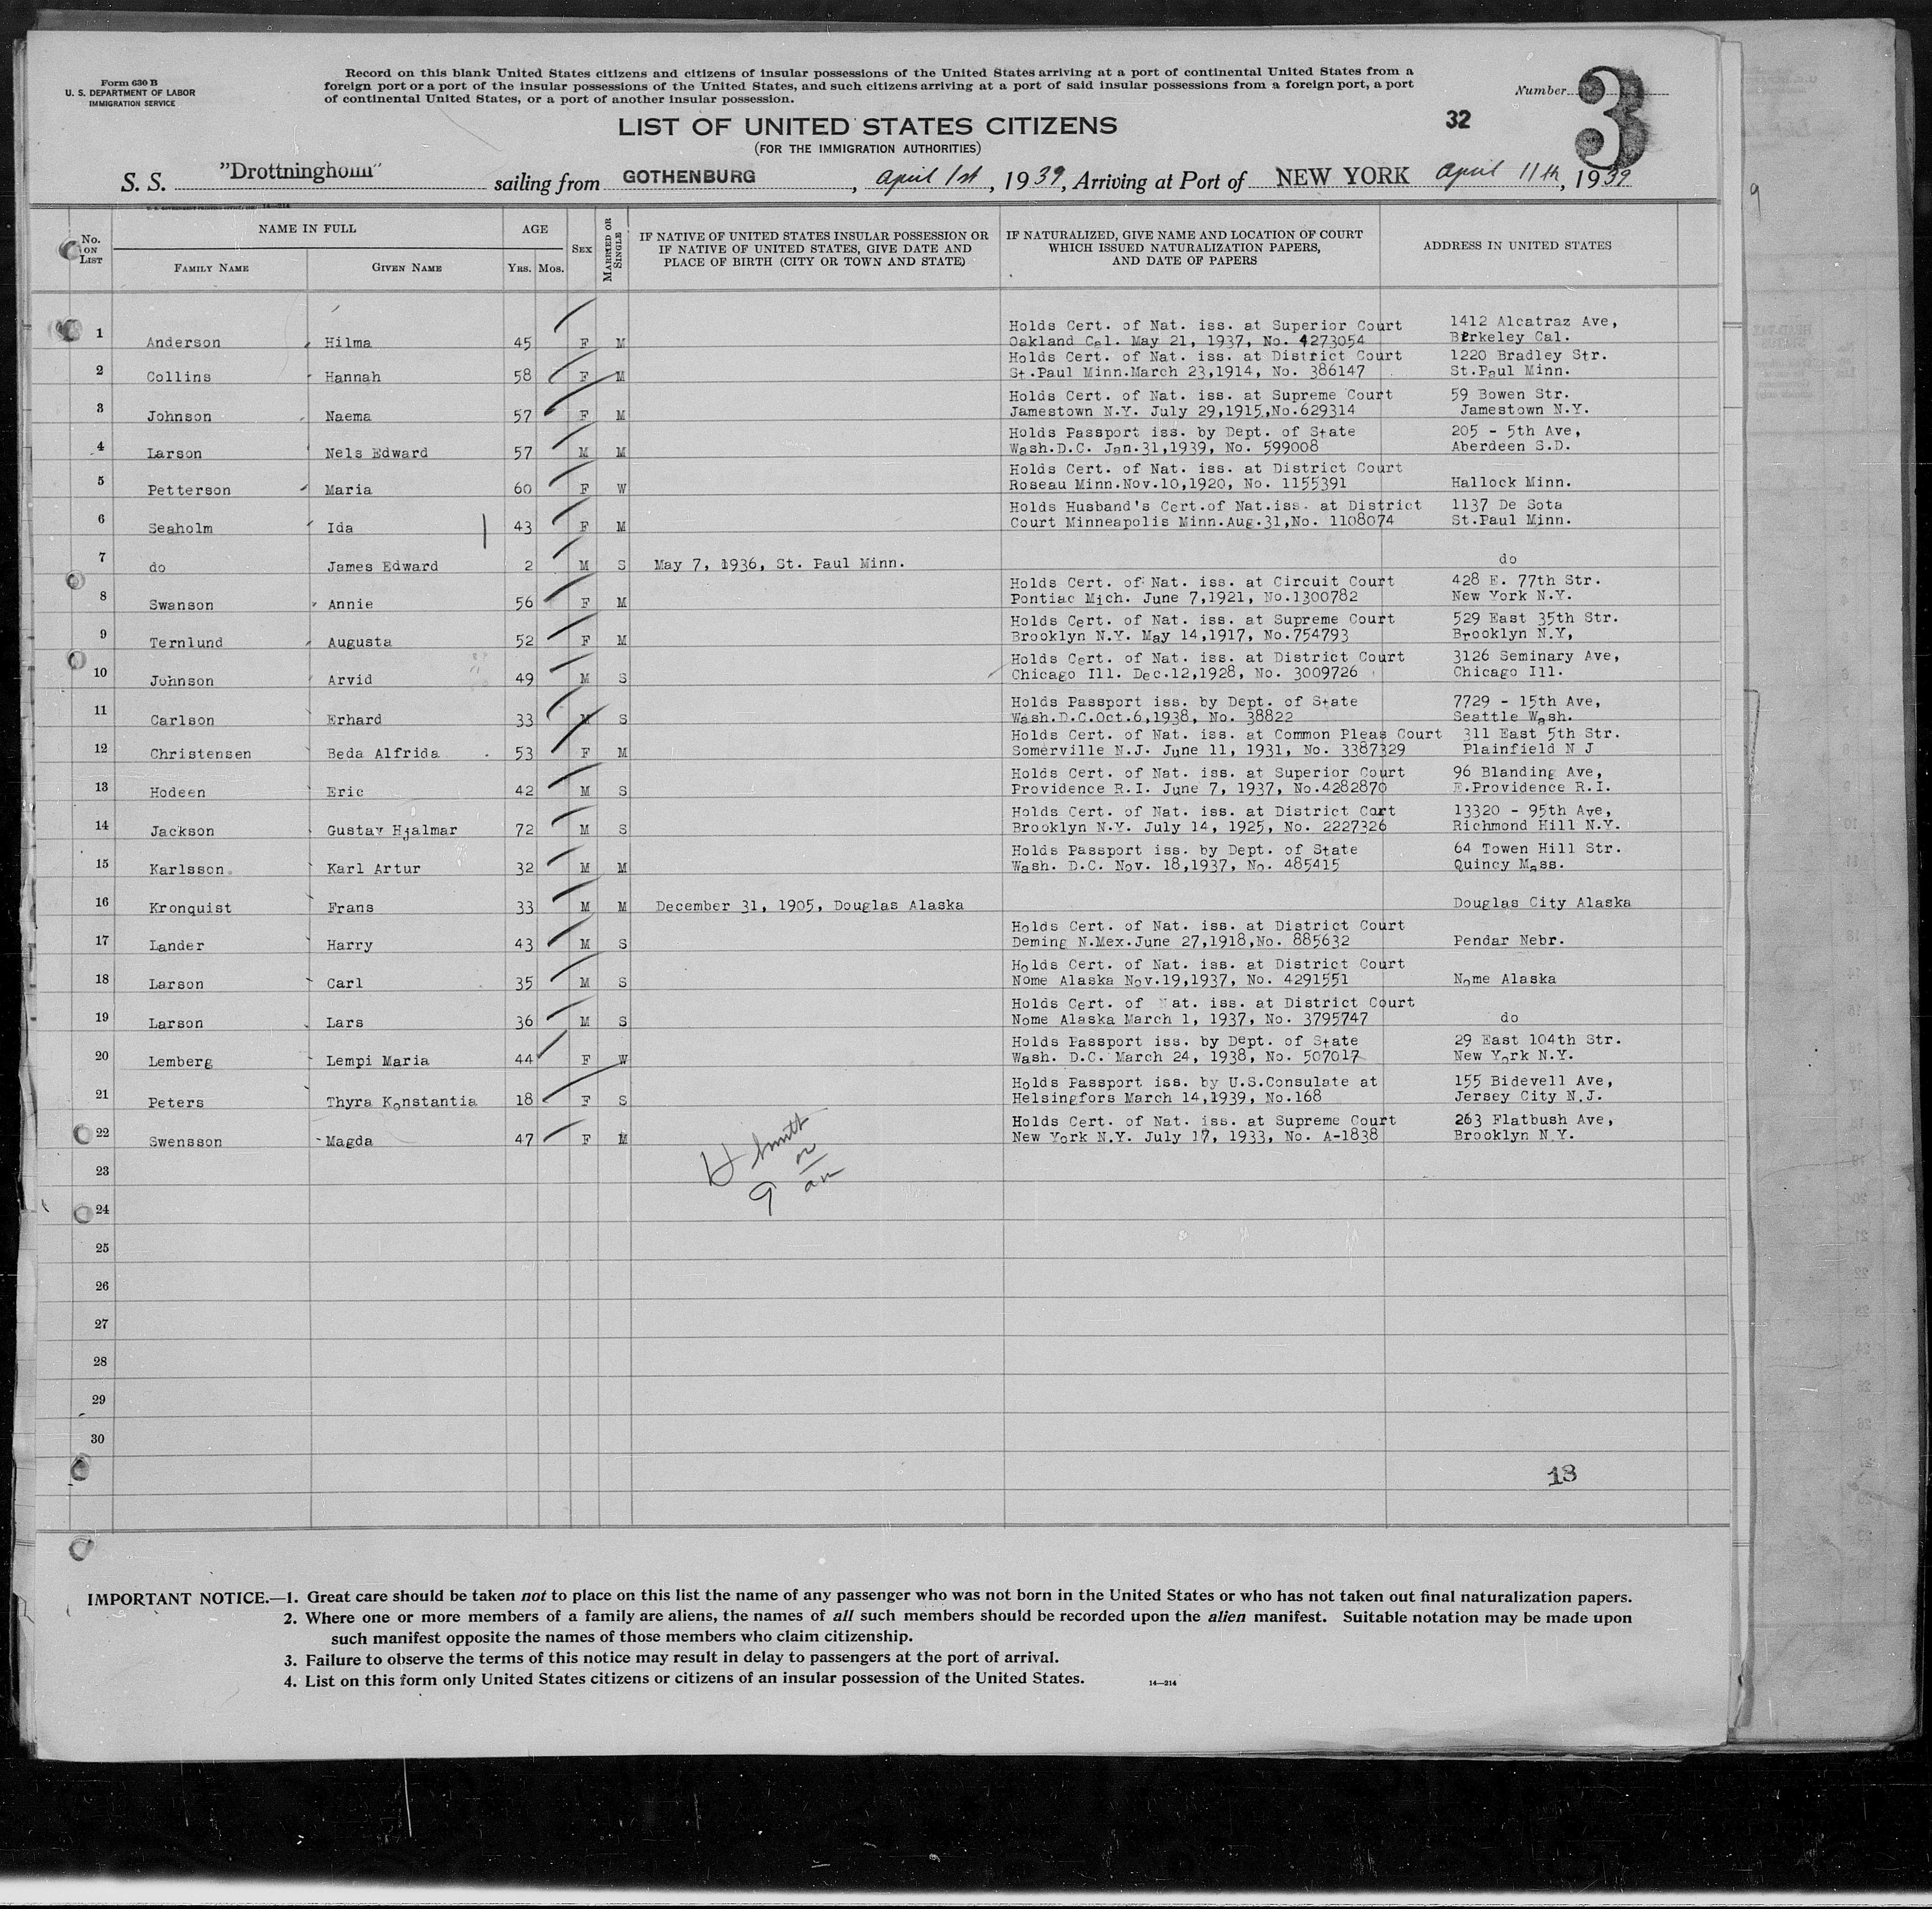 Form 630 B
U. S. DEPARTMENT OF LABOR
IMMIGRATION SERVICE
Record on this blank United States citizens and citizens of insular possessions of the United States arriving at a port of continental United States from a
foreign port or a port of the insular possessions of the United States, and such citizens arriving at a port of said insular possessions from a foreign port, a port
of continental United States, or a port of another insular possession.
Number 3
32
LIST OF UNITED STATES CITIZENS
(FOR THE IMMIGRATION AUTHORITIES)
S. S. "Drottningholm" sailing from GOTHENBURG, April 1st, 1939, Arriving at Port of NEW YORK April 11th, 1939
No. ON LIST
NAME IN FULL
FAMILY NAME
GIVEN NAME
AGE
YRS. MOS.
SEX
MARRIED OR SINGLE
IF NATIVE OF UNITED STATES INSULAR POSSESSION OR
IF NATIVE OF UNITED STATES, GIVE DATE AND
PLACE OF BIRTH (CITY OR TOWN AND STATE)
IF NATURALIZED, GIVE NAME AND LOCATION OF COURT
WHICH ISSUED NATURALIZATION PAPERS,
AND DATE OF PAPERS
ADDRESS IN UNITED STATES
Holds Cert. of Nat. iss. at Superior Court 1412 Alcatraz Ave,
1 Anderson Hilma 45 F M Oakland Cal. May 21, 1937, No. 4273054 Berkeley Cal.
Holds Cert. of Nat. iss. at District Court 1220 Bradley Str.
2 Collins Hannah 58 F M St.Paul Minn.March 23,1914, No. 386147 St.Paul Minn.
Holds Cert. of Nat. iss. at Supreme Court 59 Bowen Str.
3 Johnson Naema 57 F M Jamestown N.Y. July 29,1915,No.629314 Jamestown N.Y.
Holds Passport iss. by Dept. of State 205 - 5th Ave,
4 Larson Nels Edward 57 M M Wash.D.C. Jan.31,1939, No. 599008 Aberdeen S.D.
Holds Cert. of Nat. iss. at District Court
5 Petterson Maria 60 F W Roseau Minn.Nov.10,1920, No. 1155391 Hallock Minn.
Holds Husband's Cert.of Nat.iss. at District 1137 De Sota
6 Seaholm Ida 43 F M Court Minneapolis Minn.Aug.31,No. 1108074 St.Paul Minn.
7 do James Edward 2 M S May 7, 1936, St. Paul Minn. do
Holds Cert. of Nat. iss. at Circuit Court 428 E. 77th Str.
8 Swanson Annie 56 F M Pontiac Mich. June 7,1921, No.1300782 New York N.Y.
Holds Cert. of Nat. iss. at Supreme Court 529 East 35th Str.
9 Ternlund Augusta 52 F M Brooklyn N.Y. May 14,1917, No.754793 Brooklyn N.Y,
Holds Cert. of Nat. iss. at District Court 3126 Seminary Ave,
10 Johnson Arvid 49 M S Chicago Ill. Dec.12,1928, No. 3009726 Chicago Ill.
Holds Passport iss. by Dept. of State 7729 - 15th Ave,
11 Carlson Erhard 33 M S Wash.D.C.Oct.6,1938, No. 38822 Seattle Wash.
Holds Cert. of Nat. iss. at Common Pleas Court 311 East 5th Str.
12 Christensen Beda Alfrida 53 F M Somerville N.J. June 11, 1931, No. 3387329 Plainfield N J
Holds Cert. of Nat. iss. at Superior Court 96 Blanding Ave,
13 Hodeen Eric 42 M S Providence R.I. June 7, 1937, No.4282870 E.Providence R.I.
Holds Cert. of Nat. iss. at District Cort 13320 - 95th Ave,
14 Jackson Gustav Hjalmar 72 M S Brooklyn N.Y. July 14, 1925, No. 2227326 Richmond Hill N.Y.
Holds Passport iss. by Dept. of State 64 Towen Hill Str.
15 Karlsson Karl Artur 32 M M Wash. D.C. Nov. 18,1937, No. 485415 Quincy Mass.
16 Kronquist Frans 33 M M December 31, 1905, Douglas Alaska Douglas City Alaska
Holds Cert. of Nat. iss. at District Court
17 Lander Harry 43 M S Deming N.Mex.June 27,1918,No. 885632 Pendar Nebr.
Holds Cert. of Nat. iss. at District Court
18 Larson Carl 35 M S Nome Alaska Nov.19,1937, No. 4291551 Nome Alaska
Holds Cert. of Nat. iss. at District Court
19 Larson Lars 36 M S Nome Alaska March 1, 1937, No. 3795747 do
Holds Passport iss. by Dept. of State 29 East 104th Str.
20 Lemberg Lempi Maria 44 F W Wash. D.C. March 24, 1938, No. 507017 New York N.Y.
Holds Passport iss. by U.S.Consulate at 155 Bidevell Ave,
21 Peters Thyra Konstantia 18 F S Helsingfors March 14,1939, No.168 Jersey City N.J.
Holds Cert. of Nat. iss. at Supreme Court 263 Flatbush Ave,
22 Swensson Magda 47 F M New York N.Y. July 17, 1933, No. A-1838 Brooklyn N.Y.
23
24
25
26
27
28
29
30
13
IMPORTANT NOTICE.—1. Great care should be taken not to place on this list the name of any passenger who was not born in the United States or who has not taken out final naturalization papers.
2. Where one or more members of a family are aliens, the names of all such members should be recorded upon the alien manifest. Suitable notation may be made upon
such manifest opposite the names of those members who claim citizenship.
3. Failure to observe the terms of this notice may result in delay to passengers at the port of arrival.
4. List on this form only United States citizens or citizens of an insular possession of the United States.
14—214